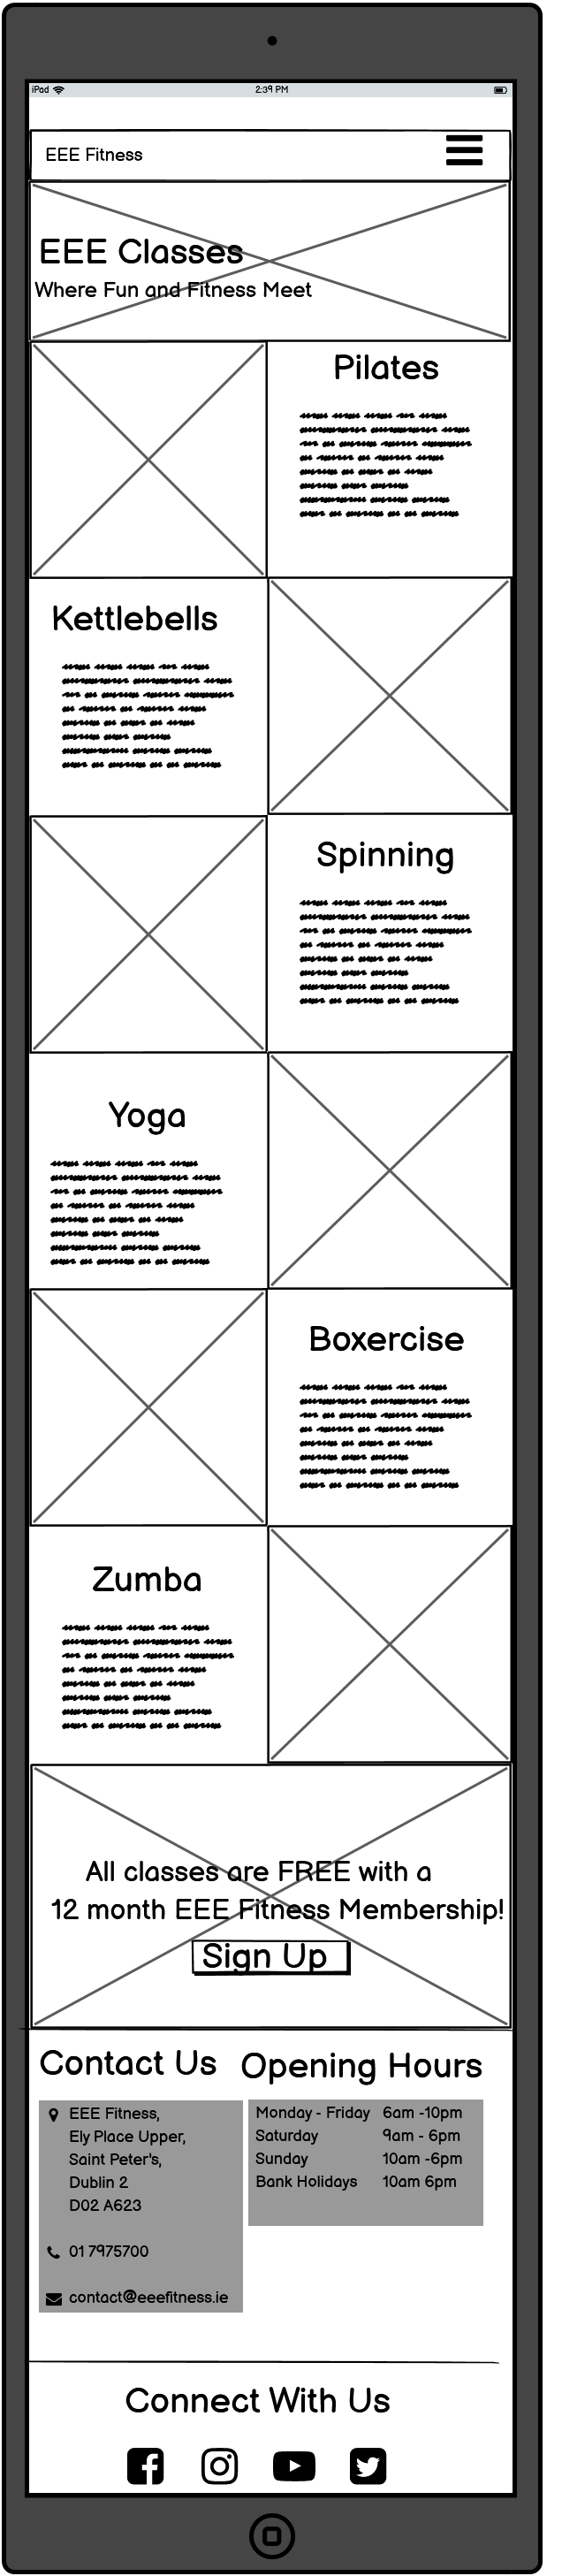 iPad 2:39 PM
EEE Fitness
EEE Classes
Where Fun and Fitness Meet
Pilates
Kettlebells
Spinning
Yoga
Boxercise
Zumba
All classes are FREE with a
12 month EEE Fitness Membership!
Sign Up
Contact Us
EEE Fitness,
Ely Place Upper,
Saint Peter's,
Dublin 2
D02 A623
01 7975700
contact@eeefitness.ie
Opening Hours
Monday - Friday 6am -10pm
Saturday 9am - 6pm
Sunday 10am -6pm
Bank Holidays 10am 6pm
Connect With Us